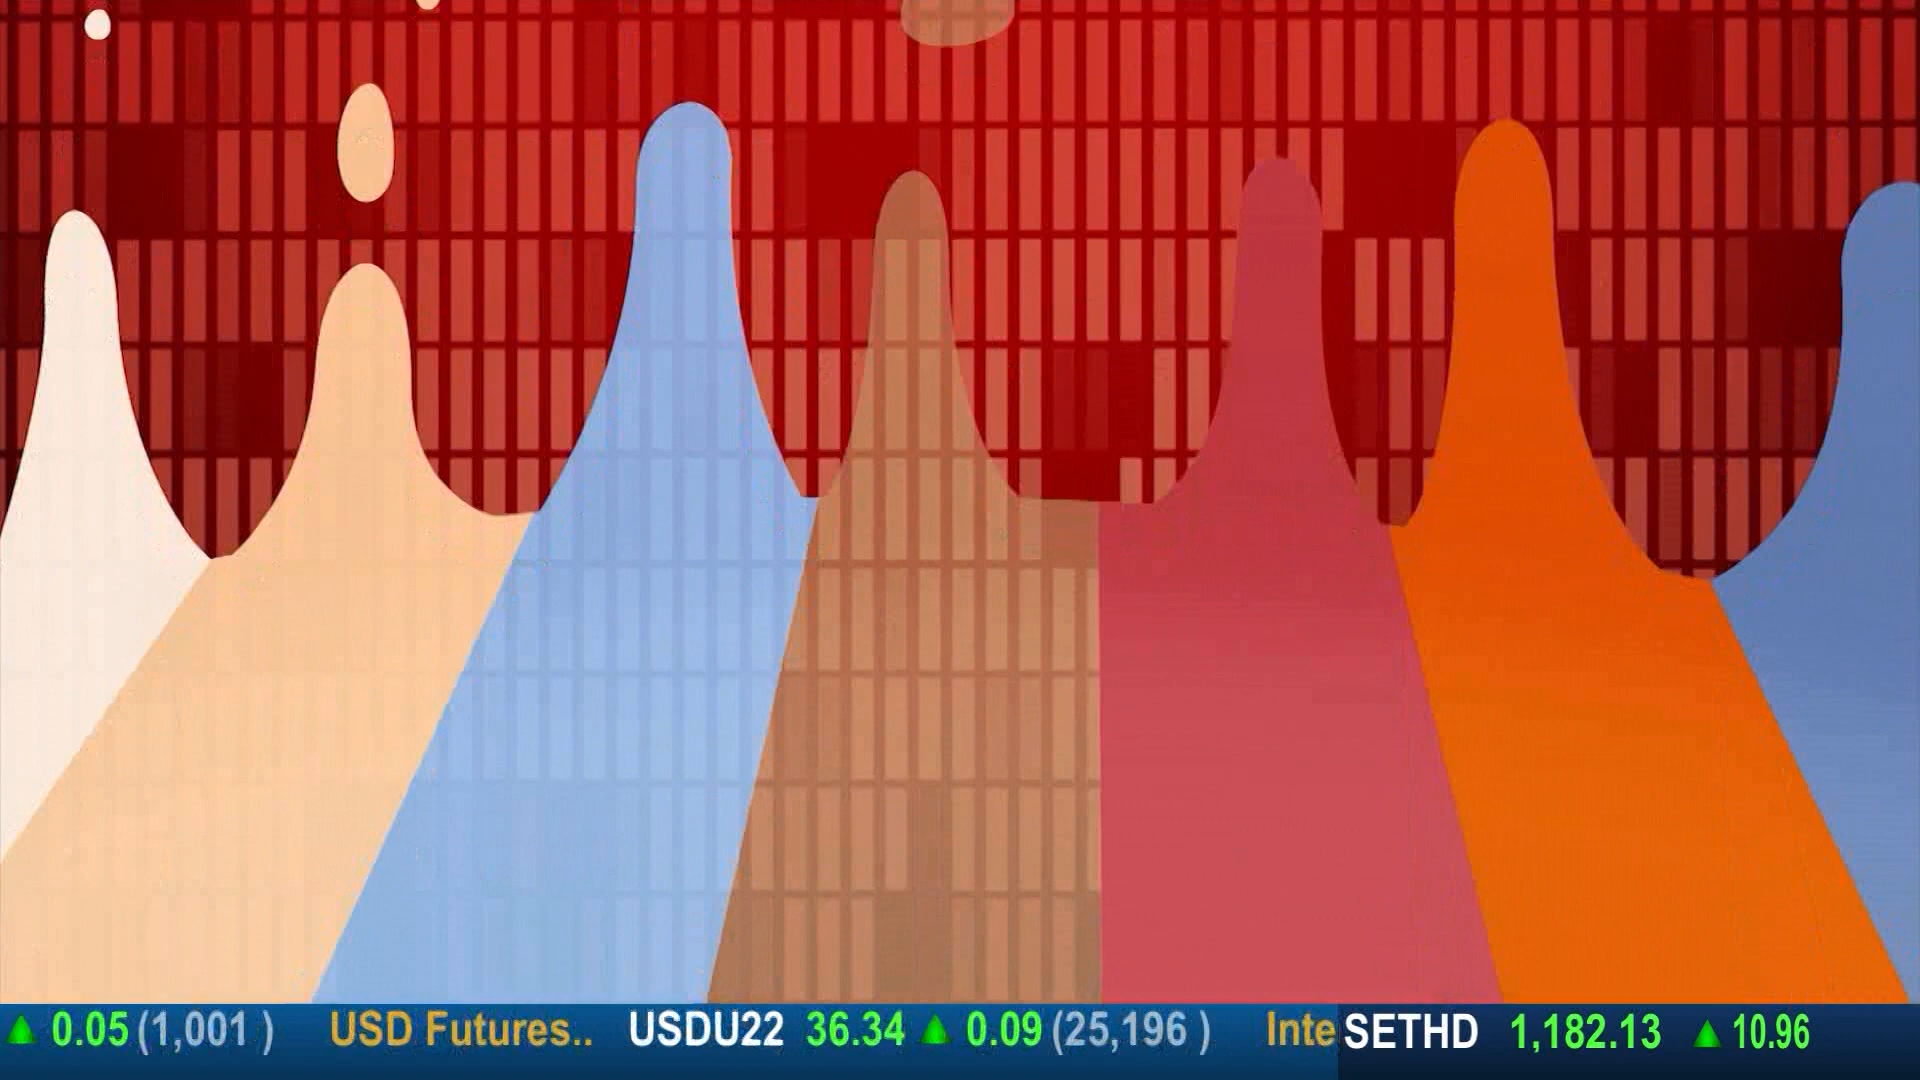 ▲ 0.05 (1,001 ) USD Futures.. USDU22 36.34 ▲ 0.09 (25,196 ) Inte SETHD 1,182.13 ▲ 10.96